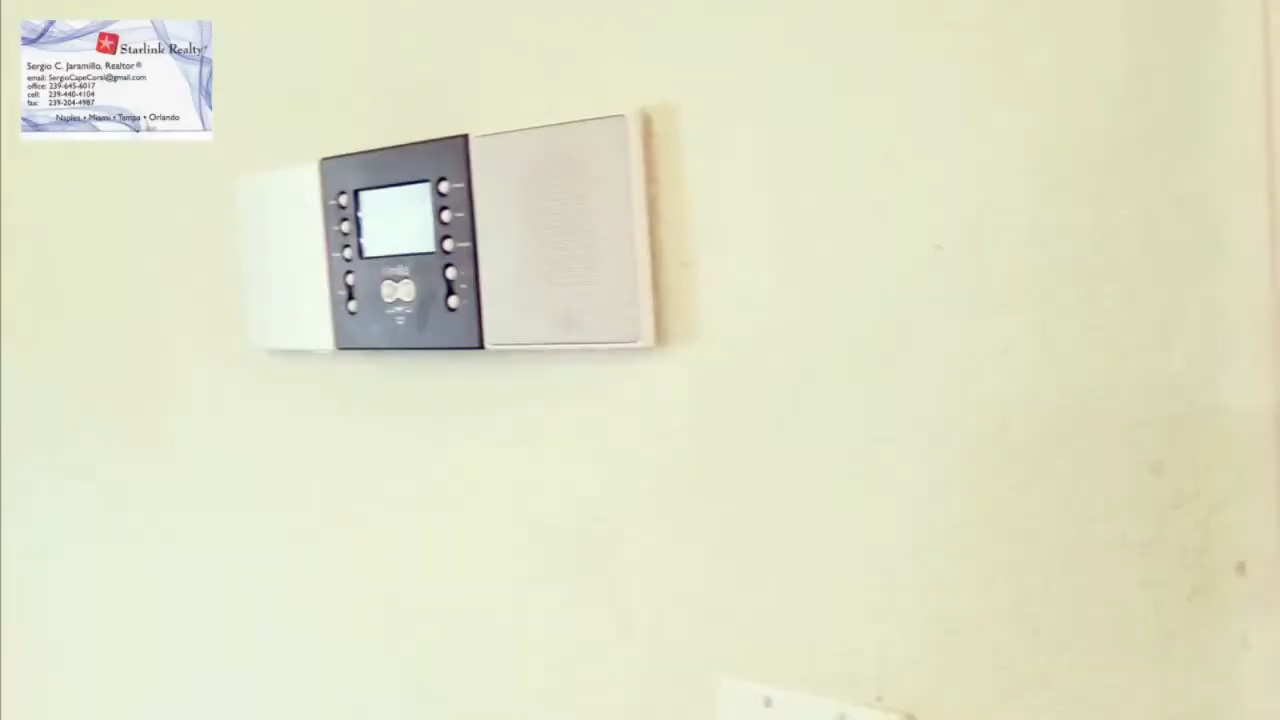 Starlink Realty
Sergio C. Jaramillo, Realtor®
email: SergioCapeCoral@gmail.com
office: 239-645-6017
cell: 239-440-4104
fax: 239-204-4987
Naples • Miami • Tampa • Orlando